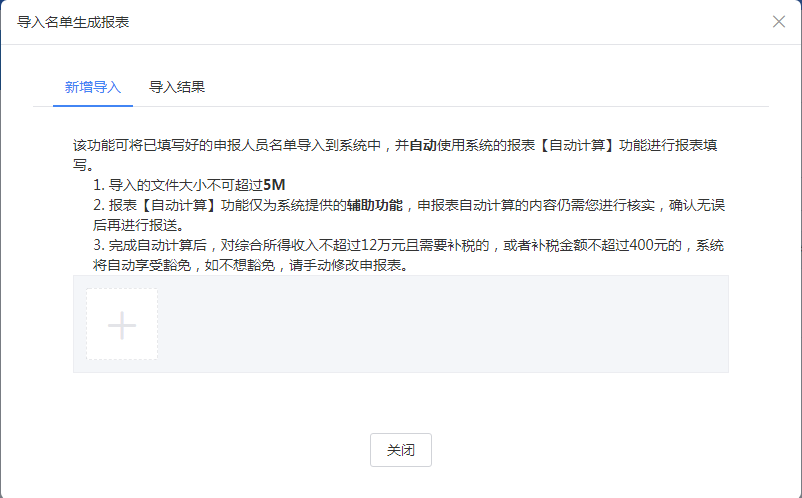 导入名单生成报表
新增导入 导入结果
该功能可将已填写好的申报人员名单导入到系统中，并自动使用系统的报表【自动计算】功能进行报表填
写。
1. 导入的文件大小不可超过5M
2. 报表【自动计算】功能仅为系统提供的辅助功能，申报表自动计算的内容仍需您进行核实，确认无误
后再进行报送。
3. 完成自动计算后，对综合所得收入不超过12万元且需要补税的，或者补税金额不超过400元的，系统
将自动享受豁免，如不想豁免，请手动修改申报表。
关闭